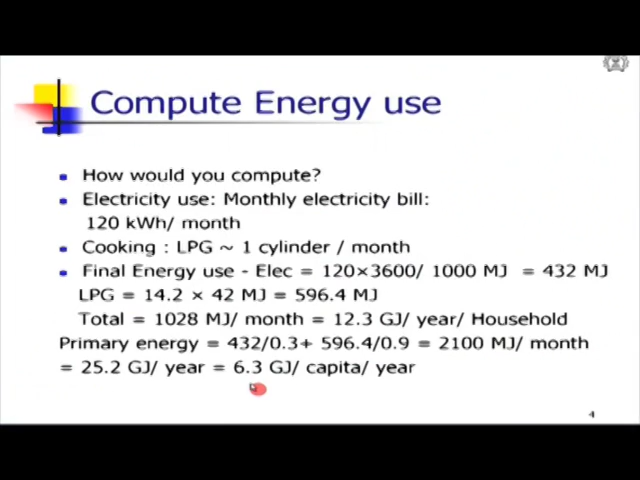 Compute Energy use
How would you compute?
Electricity use: Monthly electricity bill:
120 kWh/ month
Cooking : LPG ~ 1 cylinder / month
Final Energy use - Elec = 120×3600/ 1000 MJ = 432 MJ
LPG = 14.2 × 42 MJ = 596.4 MJ
Total = 1028 MJ/ month = 12.3 GJ/ year/ Household
Primary energy = 432/0.3+ 596.4/0.9 = 2100 MJ/ month
= 25.2 GJ/ year = 6.3 GJ/ capita/ year
4